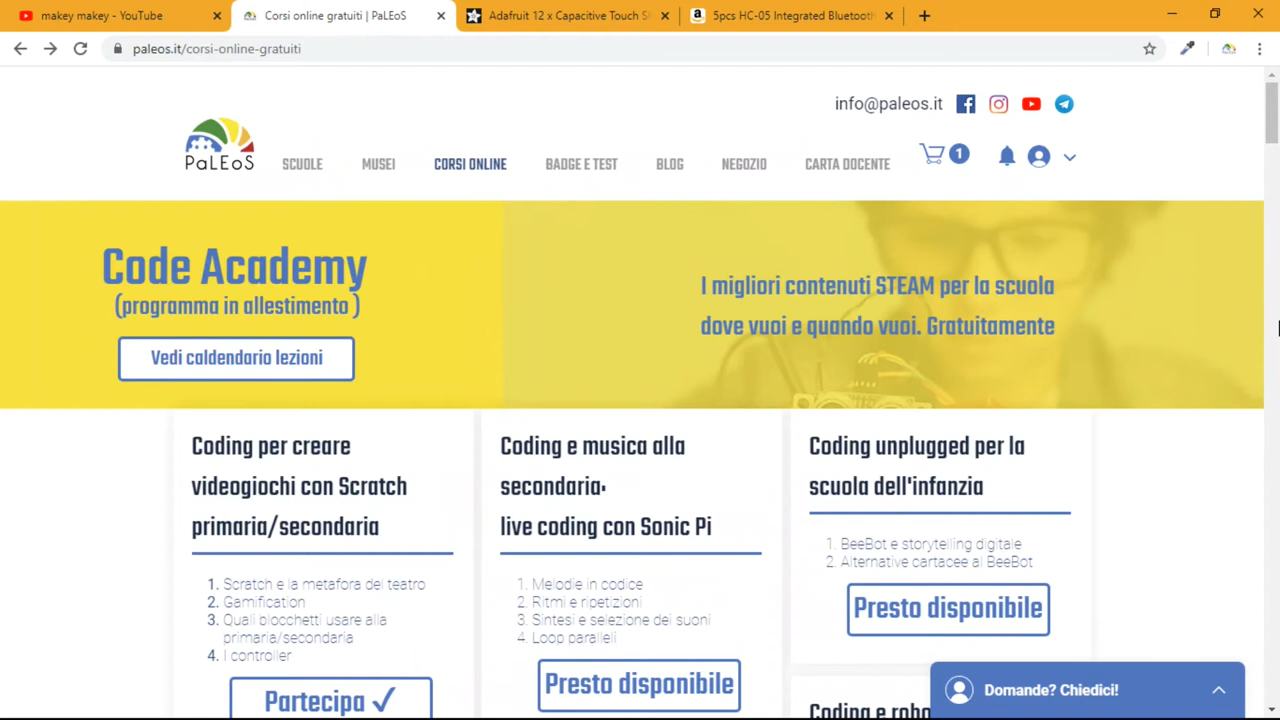 makey makey - YouTube
Corsi online gratuiti | PaLEoS
Adafruit 12 x Capacitive Touch S
5pcs HC-05 Integrated Bluetooth
paleos.it/corsi-online-gratuiti
info@paleos.it
PaLEoS
SCUOLE
MUSEI
CORSI ONLINE
BADGE E TEST
BLOG
NEGOZIO
CARTA DOCENTE
1
Code Academy
(programma in allestimento )
Vedi caldendario lezioni
I migliori contenuti STEAM per la scuola
dove vuoi e quando vuoi. Gratuitamente
Coding per creare
videogiochi con Scratch
primaria/secondaria
1. Scratch e la metafora del teatro
2. Gamification
3. Quali blocchetti usare alla
primaria/secondaria
4. I controller
Partecipa ✓
Coding e musica alla
secondaria:
live coding con Sonic Pi
1. Melodie in codice
2. Ritmi e ripetizioni
3. Sintesi e selezione dei suoni
4. Loop paralleli
Presto disponibile
Coding unplugged per la
scuola dell'infanzia
1. BeeBot e storytelling digitale
2. Alternative cartacee al BeeBot
Presto disponibile
Coding e robo
Domande? Chiedici!